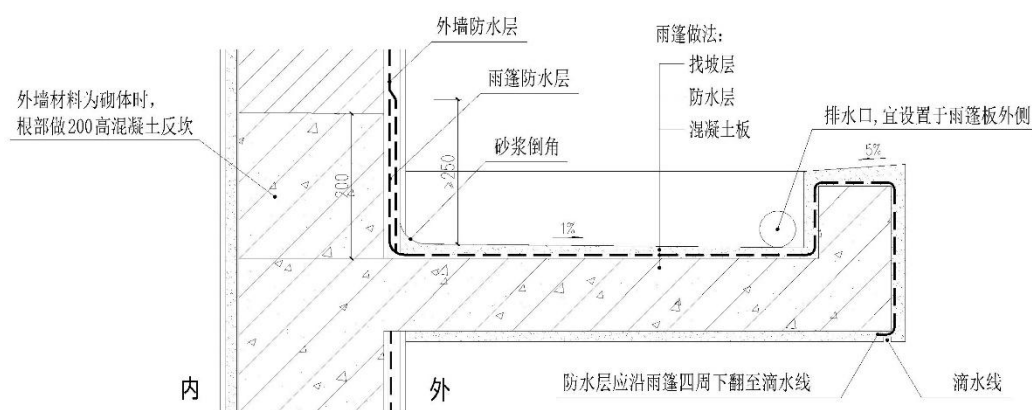 外墙防水层
雨篷防水层
砂浆倒角
雨篷做法：
找坡层
防水层
混凝土板
外墙材料为砌体时，
根部做200高混凝土反坎
排水口，宜设置于雨篷板外侧
5%
200
≥250
1%
内
外
防水层应沿雨篷四周下翻至滴水线
滴水线